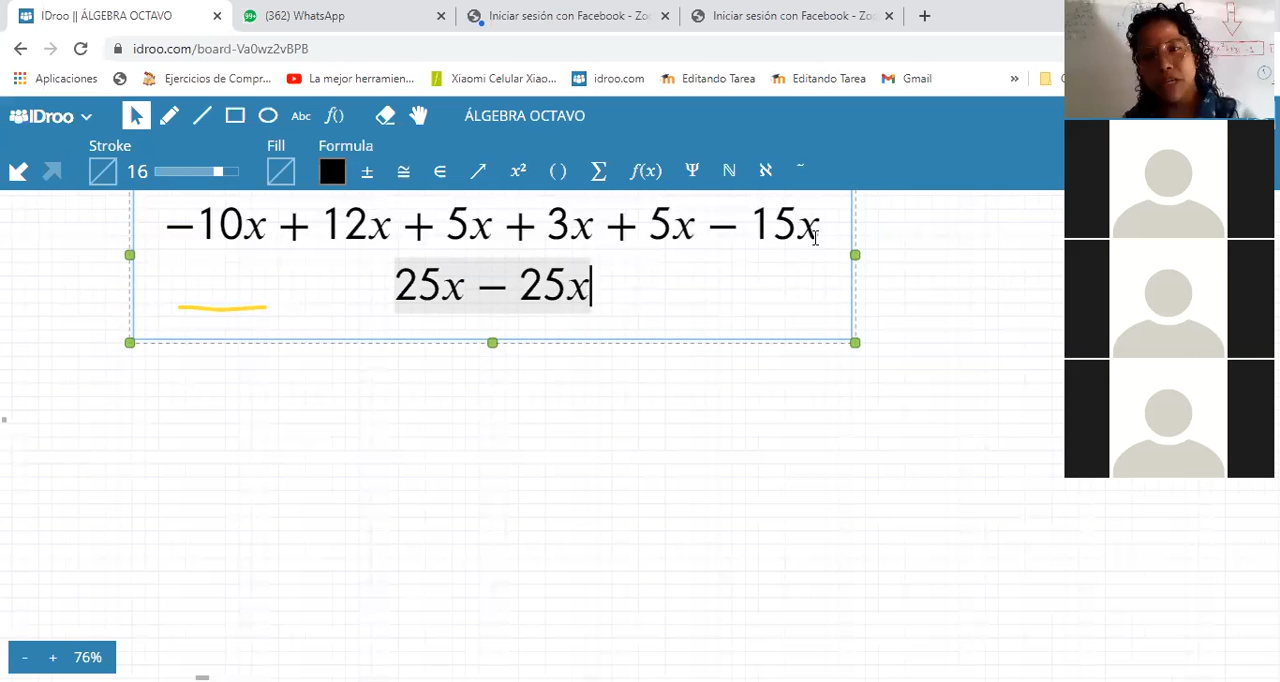 IDroo || ÁLGEBRA OCTAVO
(362) WhatsApp
Iniciar sesión con Facebook - Zo
Iniciar sesión con Facebook - Zo
idroo.com/board-Va0wz2vBPB
Aplicaciones
Ejercicios de Compr...
La mejor herramien...
Xiaomi Celular Xiao...
idroo.com
Editando Tarea
Editando Tarea
Gmail
»
IDroo
Abc
f()
ÁLGEBRA OCTAVO
Stroke
Fill
Formula
16
± ≅ ∈ x² ( ) ∑ f(x) Ψ ℕ ℵ ~
−10x + 12x + 5x + 3x + 5x − 15x
25x − 25x
- + 76%